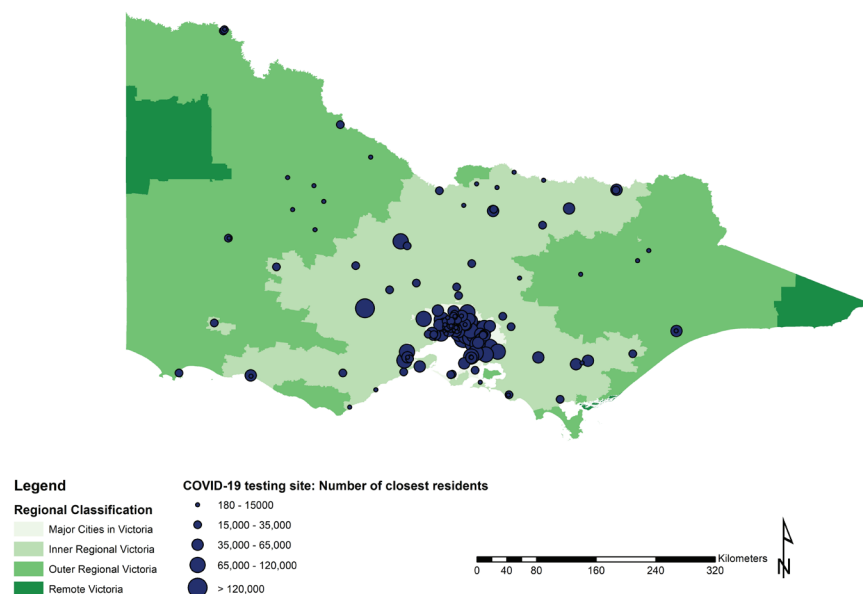 Legend
Regional Classification
Major Cities in Victoria
Inner Regional Victoria
Outer Regional Victoria
Remote Victoria
COVID-19 testing site: Number of closest residents
180 - 15000
15,000 - 35,000
35,000 - 65,000
65,000 - 120,000
> 120,000
Kilometers
0 20 40 80 160 240 320
N